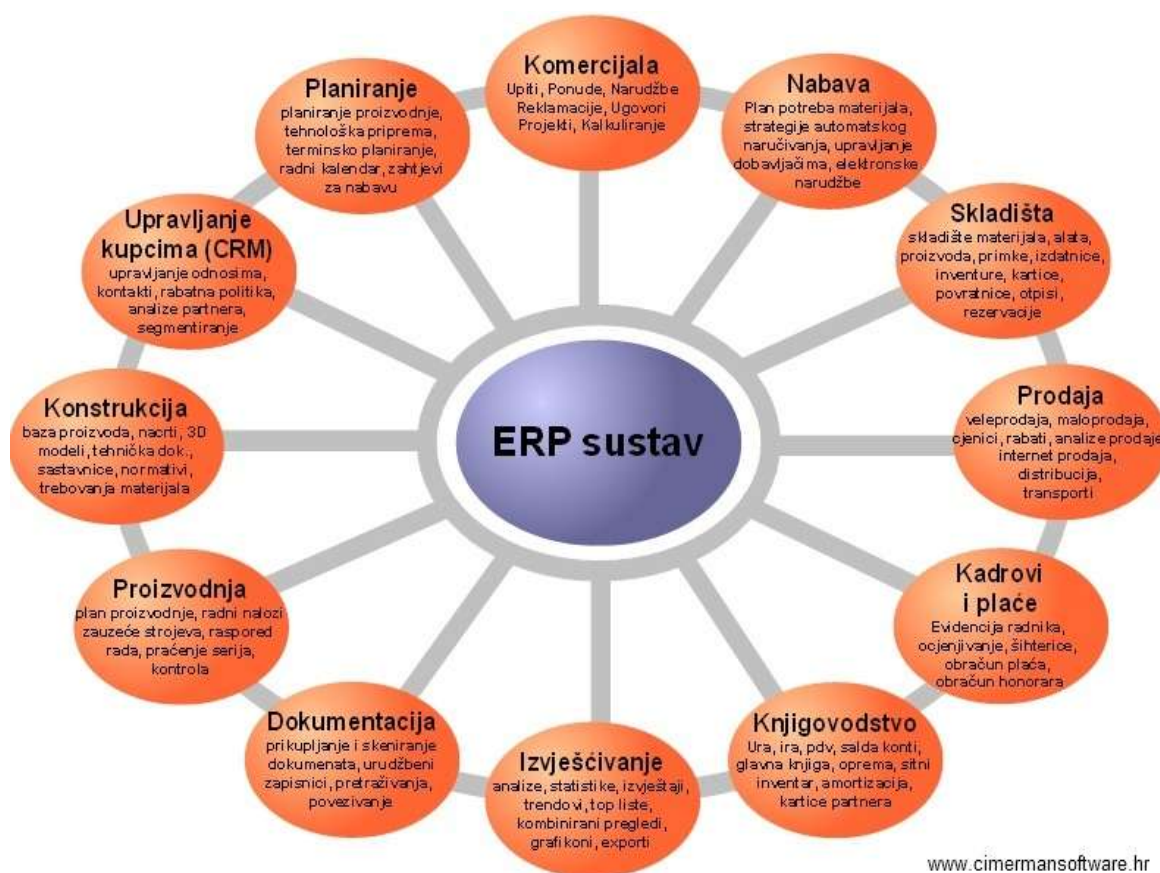 Komercijala
Upiti, Ponude, Narudžbe
Reklamacije, Ugovori
Projekti, Kalkuliranje
Nabava
Plan potreba materijala,
strategije automatskog
naručivanja, upravljanje
dobavljačima, elektronske
narudžbe
Skladišta
skladište materijala, alata,
proizvoda, primke, izdatnice,
inventure, kartice,
povratnice, otpisi,
rezervacije
Prodaja
veleprodaja, maloprodaja,
cjenici, rabati, analize prodaje
internet prodaja,
distribucija,
transporti
Kadrovi
i plaće
Evidencija radnika,
ocjenjivanje, šihterice,
obračun plaća,
obračun honorara
Knjigovodstvo
Ura, ira, pdv, salda konti,
glavna knjiga, oprema, sitni
inventar, amortizacija,
kartice partnera
Izvješćivanje
analize, statistike, izvještaji,
trendovi, top liste,
kombinirani pregledi,
grafikoni, exporti
Dokumentacija
prikupljanje i skeniranje
dokumenata, urudžbeni
zapisnici, pretraživanja,
povezivanje
Proizvodnja
plan proizvodnje, radni nalozi
zauzeće strojeva, raspored
rada, praćenje serija,
kontrola
Konstrukcija
baza proizvoda, nacrti, 3D
modeli, tehnička dok.,
sastavnice, normativi,
trebovanja materijala
Upravljanje
kupcima (CRM)
upravljanje odnosima,
kontakti, rabatna politika,
analize partnera,
segmentiranje
Planiranje
planiranje proizvodnje,
tehnološka priprema,
terminsko planiranje,
radni kalendar, zahtjevi
za nabavu
ERP sustav
www.cimermansoftware.hr